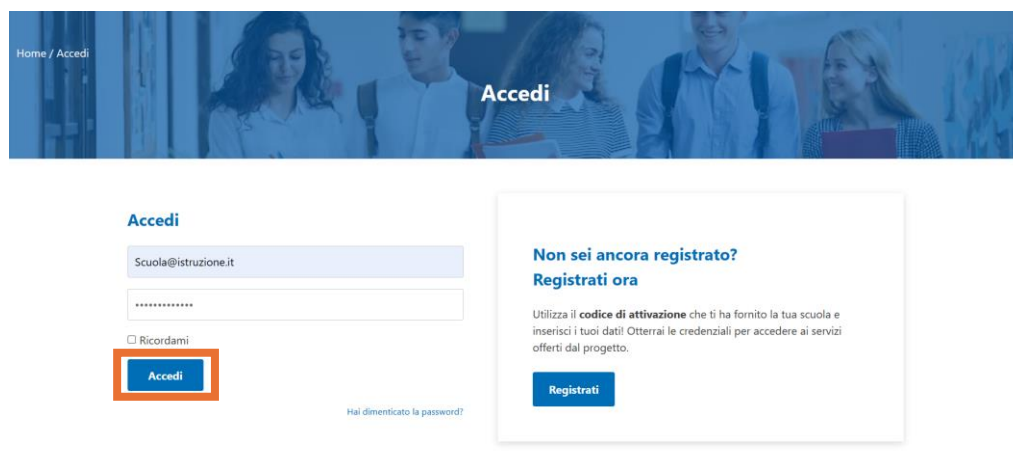 Home / Accedi
Accedi
Accedi
Scuola@istruzione.it
•••••••••••••
Ricordami
Accedi
Hai dimenticato la password?
Non sei ancora registrato?
Registrati ora
Utilizza il codice di attivazione che ti ha fornito la tua scuola e
inserisci i tuoi dati! Otterrai le credenziali per accedere ai servizi
offerti dal progetto.
Registrati